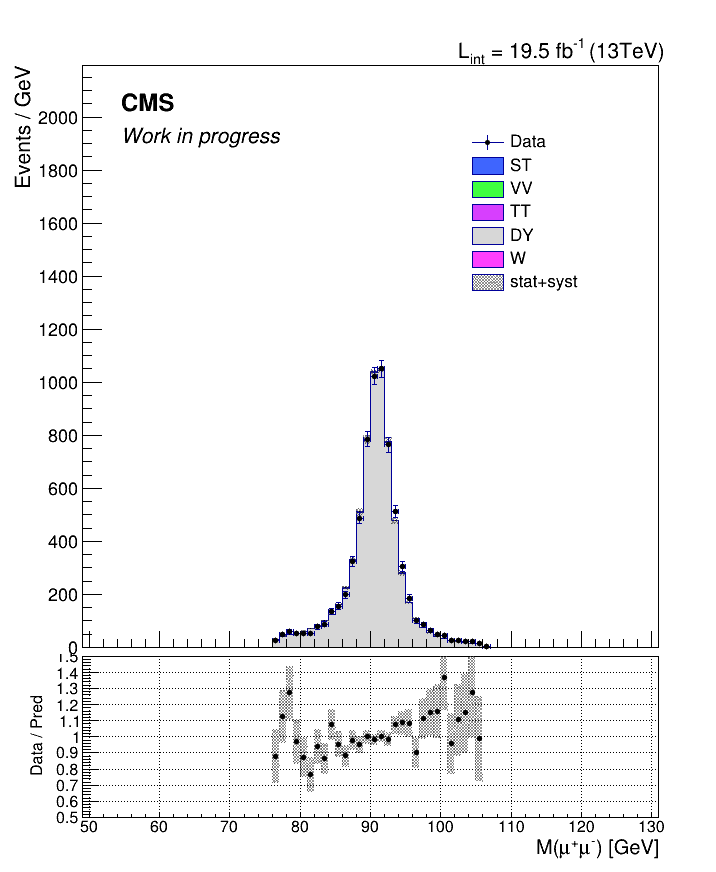 L_int = 19.5 fb^-1 (13TeV)
Events / GeV
CMS
Work in progress
Data
ST
VV
TT
DY
W
stat+syst
2000
1800
1600
1400
1200
1000
800
600
400
200
0
Data / Pred
1.5
1.4
1.3
1.2
1.1
1
0.9
0.8
0.7
0.6
0.5
50 60 70 80 90 100 110 120 130
M(μ⁺μ⁻) [GeV]